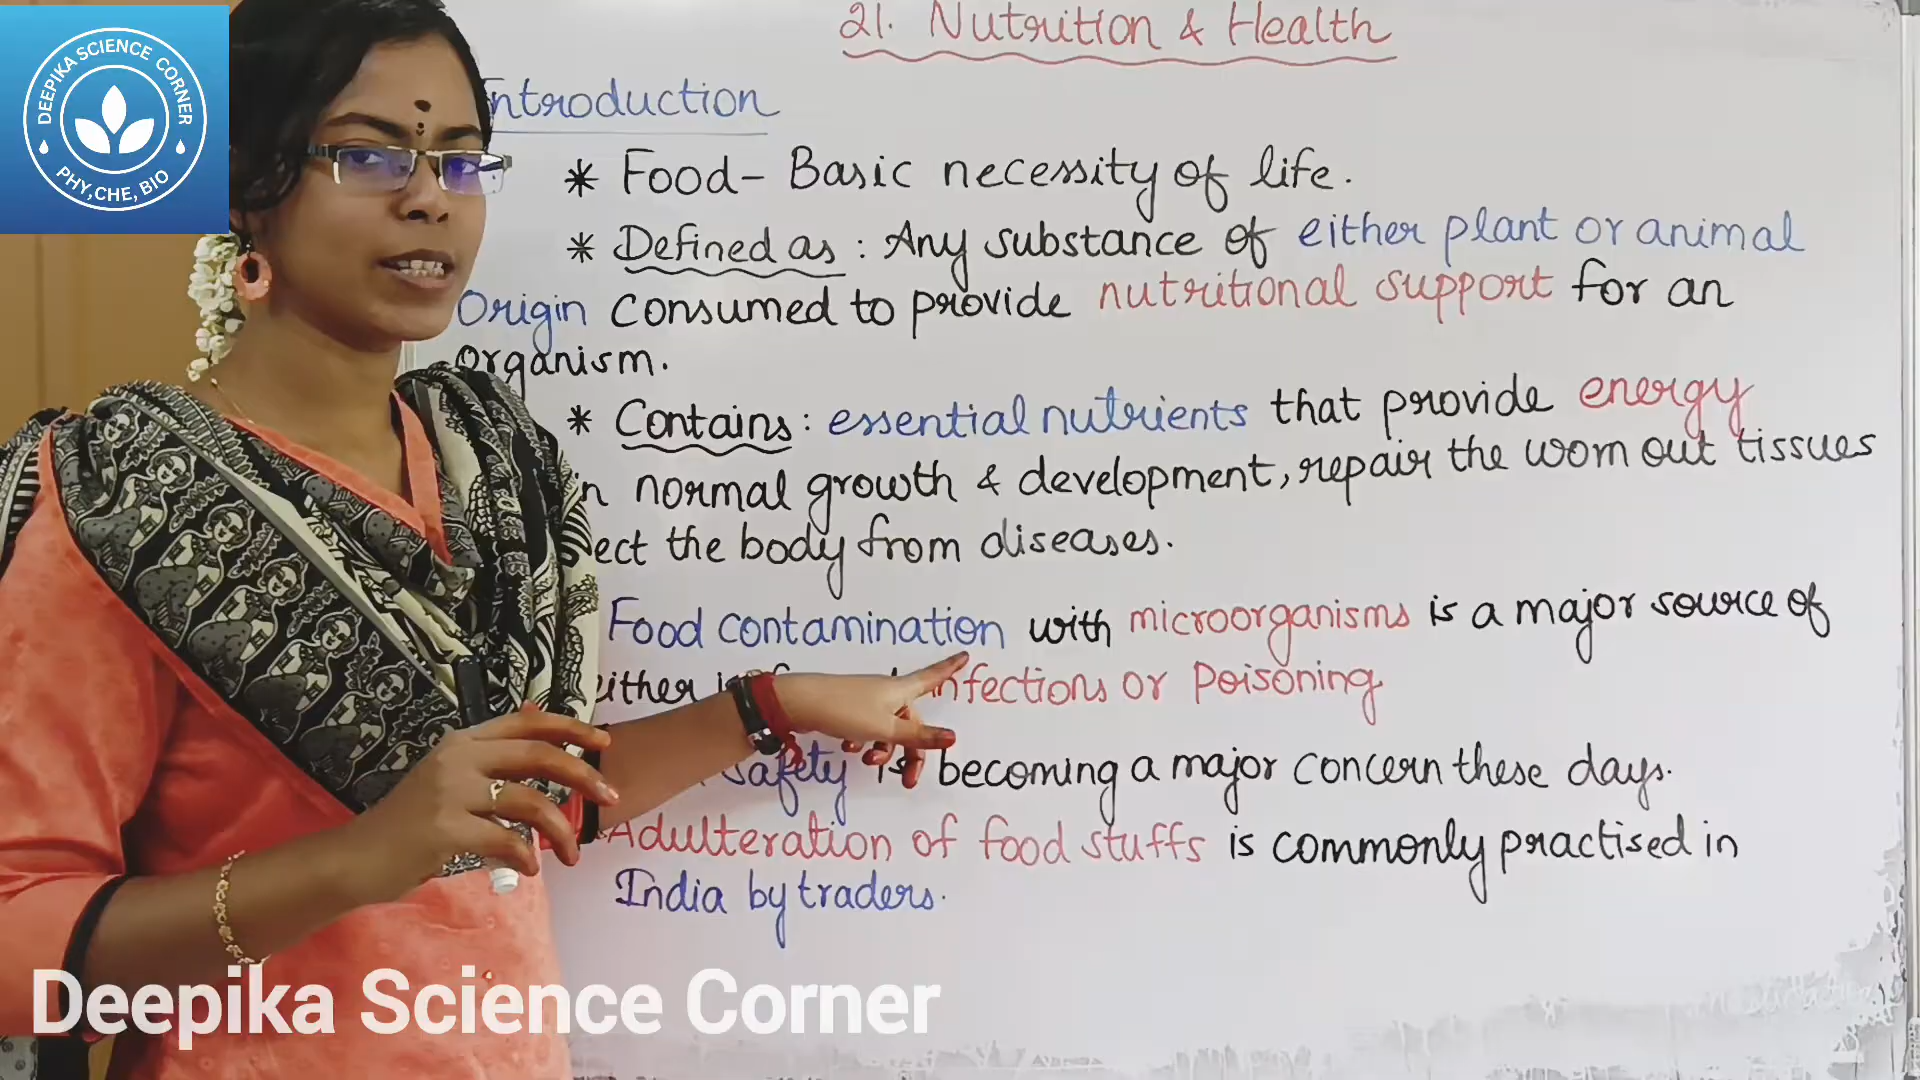 DEEPIKA SCIENCE CORNER
PHY,CHE, BIO
21. Nutrition & Health
Introduction
* Food- Basic necessity of life.
* Defined as : Any substance of either plant or animal
Origin consumed to provide nutritional support for an
organism.
* Contains : essential nutrients that provide energy
normal growth & development, repair the worn out tissues
the body from diseases.
Food contamination with microorganisms is a major source of
infections or Poisoning
safety is becoming a major concern these days.
Adulteration of food stuffs is commonly practised in
India by traders.
Deepika Science Corner